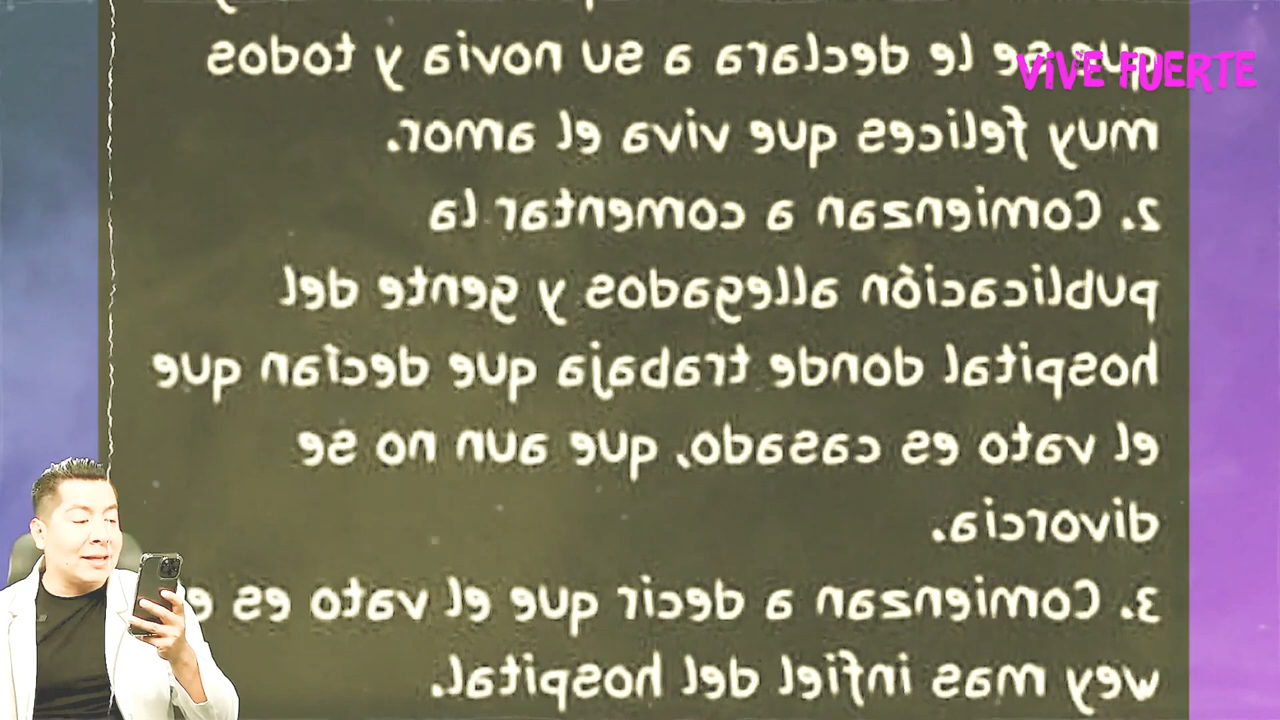 que se le declara a su novia y todos
VIVE FUERTE
muy felices que viva el amor.
2. Comienzan a comentar la
publicación allegados y gente del
hospital donde trabaja que decían que
el vato es casado, que aun no se
divorcia.
3. Comienzan a decir que el vato es
wey mas infiel del hospital.